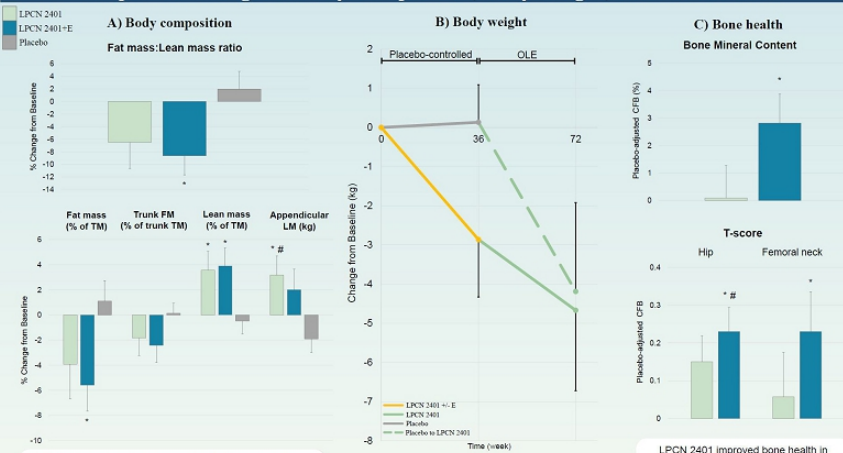 LPCN 2401
LPCN 2401+E
Placebo
A) Body composition
Fat mass:Lean mass ratio
% Change from Baseline
6
4
2
0
-2
-4
-6
-8
-10
-12
-14
*
Fat mass
(% of TM)
Trunk FM
(% of trunk TM)
Lean mass
(% of TM)
Appendicular
LM (kg)
% Change from Baseline
6
4
2
0
-2
-4
-6
-8
-10
*
* *
* #
B) Body weight
Placebo-controlled
OLE
Change from Baseline (kg)
2
1
0
-1
-2
-3
-4
-5
-6
-7
-8
0 36 72
LPCN 2401 +/- E
LPCN 2401
Placebo
Placebo to LPCN 2401
Time (week)
C) Bone health
Bone Mineral Content
Placebo-adjusted CFB (%)
5
4
3
2
1
0
*
T-score
Hip Femoral neck
Placebo-adjusted CFB
0.4
0.3
0.2
0.1
0
* #
*
LPCN 2401 improved bone health in